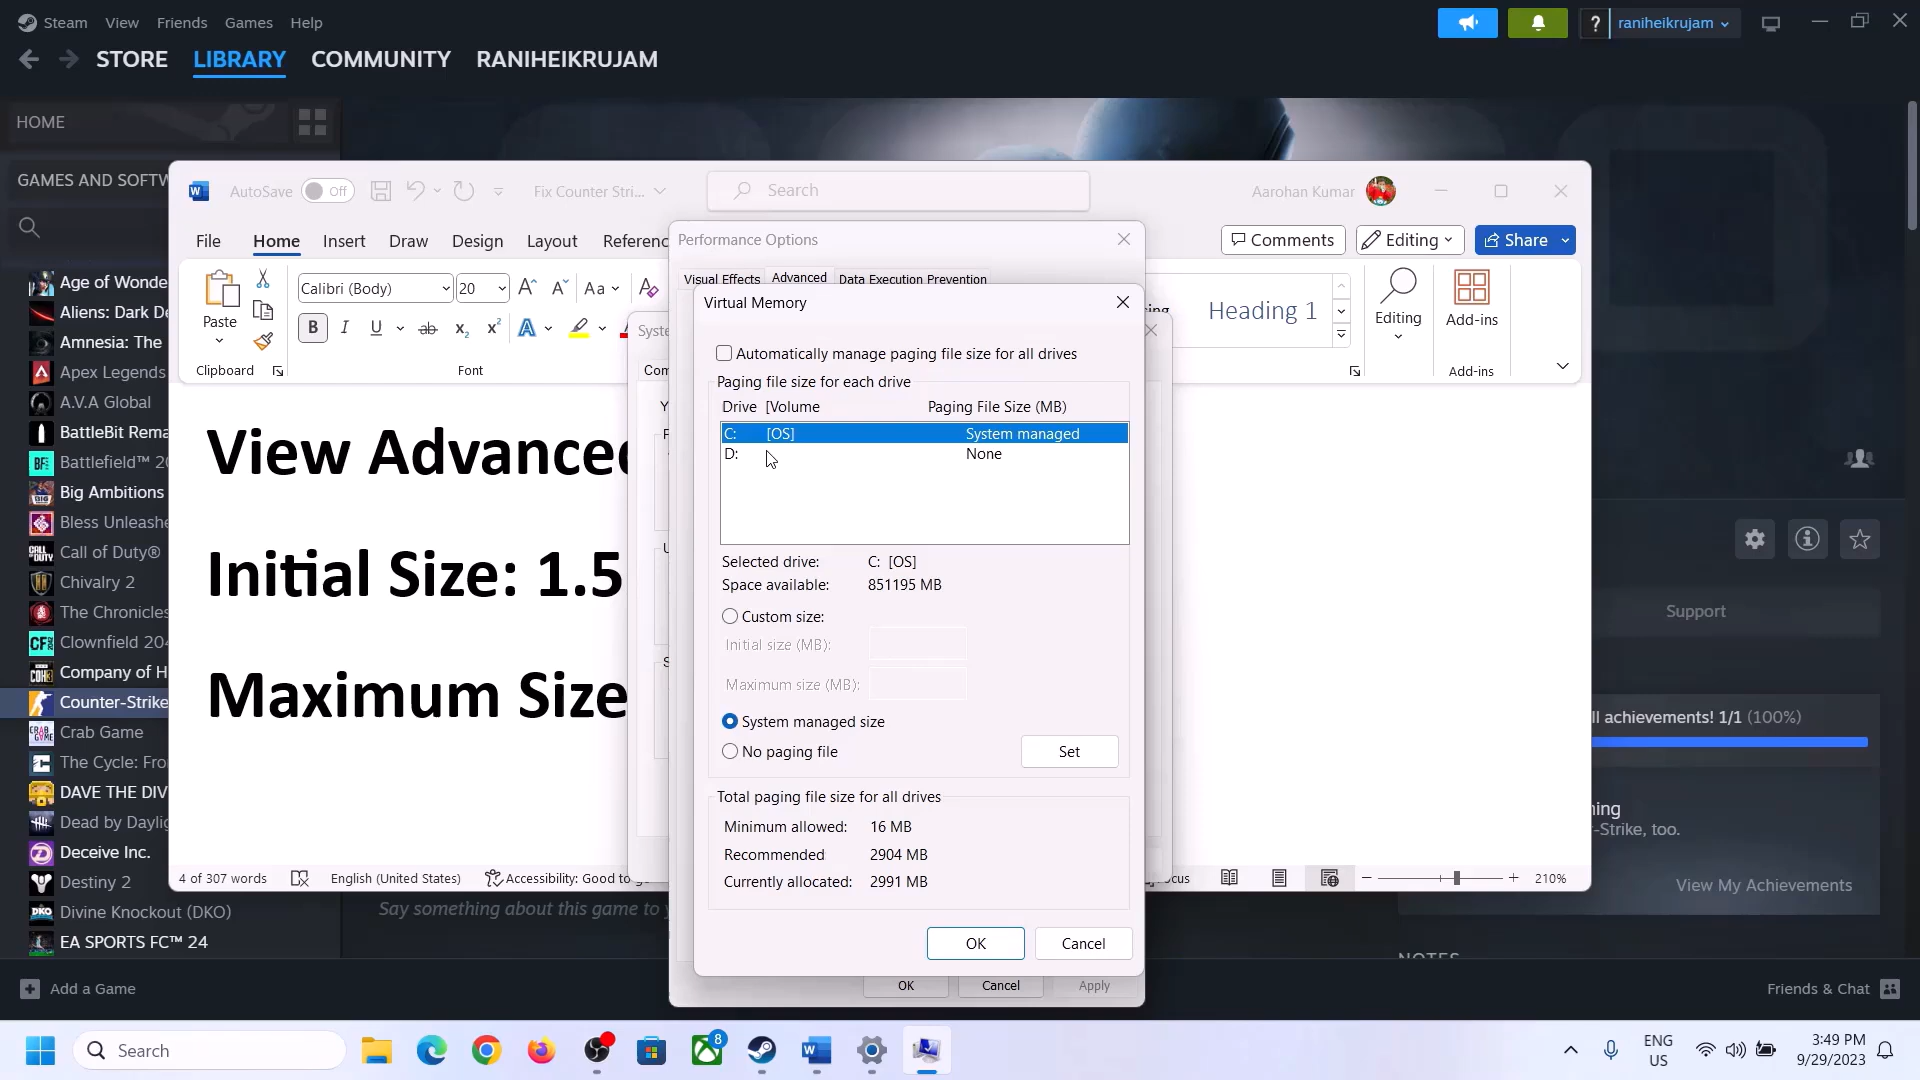 Steam View Friends Games Help
? raniheikrujam
STORE LIBRARY COMMUNITY RANIHEIKRUJAM
HOME
GAMES AND SOFTW
Age of Wonde
Aliens: Dark De
Amnesia: The
Apex Legends
A.V.A Global
BattleBit Rema
Battlefield™ 20
Big Ambitions
Bless Unleashe
Call of Duty®
Chivalry 2
The Chronicles
Clownfield 204
Company of H
Counter-Strike
Crab Game
The Cycle: Fro
DAVE THE DIV
Dead by Daylig
Deceive Inc.
Destiny 2
Divine Knockout (DKO)
EA SPORTS FC™ 24
Add a Game
AutoSave Off Fix Counter Stri... Search Aarohan Kumar
File Home Insert Draw Design Layout Referenc
Comments Editing Share
Paste
Calibri (Body) 20
Aa
B I U ab
Clipboard Font
Heading 1
Editing
Add-ins
Add-ins
View Advanced
Initial Size: 1.5
Maximum Size
4 of 307 words English (United States) Accessibility: Good to
210%
Performance Options
Visual Effects Advanced Data Execution Prevention
Virtual Memory
Automatically manage paging file size for all drives
Paging file size for each drive
Drive [Volume Paging File Size (MB)
C: [OS] System managed
D: None
Selected drive: C: [OS]
Space available: 851195 MB
Custom size:
Initial size (MB):
Maximum size (MB):
System managed size
No paging file Set
Total paging file size for all drives
Minimum allowed: 16 MB
Recommended 2904 MB
Currently allocated: 2991 MB
OK Cancel
OK Cancel Apply
Support
ll achievements! 1/1 (100%)
-Strike, too.
View My Achievements
Say something about this game to y
NOTES
Friends & Chat
Search
8
ENG
US
3:49 PM
9/29/2023